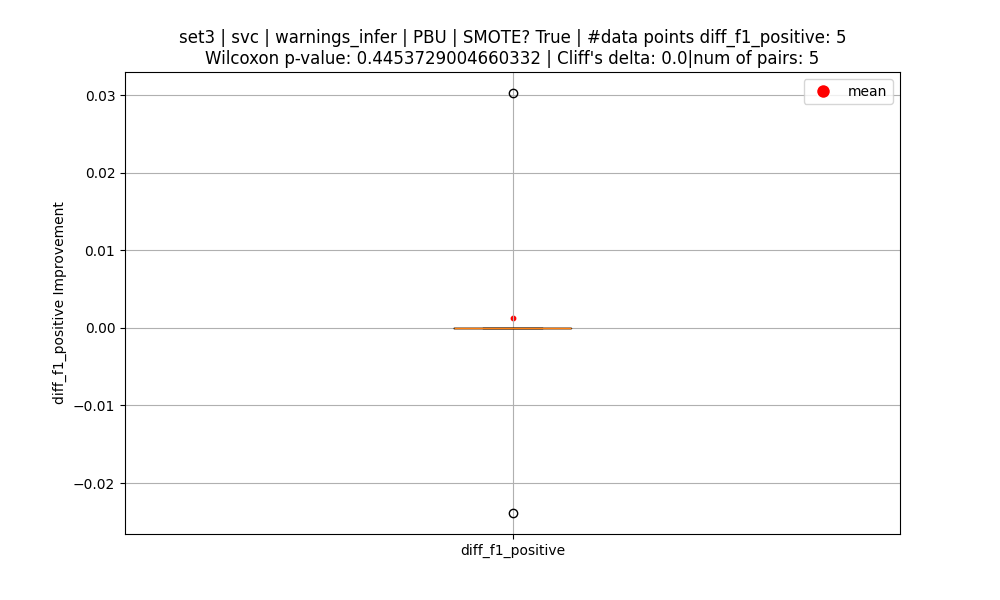 set3 | svc | warnings_infer | PBU | SMOTE? True | #data points diff_f1_positive: 5
Wilcoxon p-value: 0.4453729004660332 | Cliff's delta: 0.0|num of pairs: 5
mean
0.03
0.02
0.01
0.00
−0.01
−0.02
diff_f1_positive Improvement
diff_f1_positive